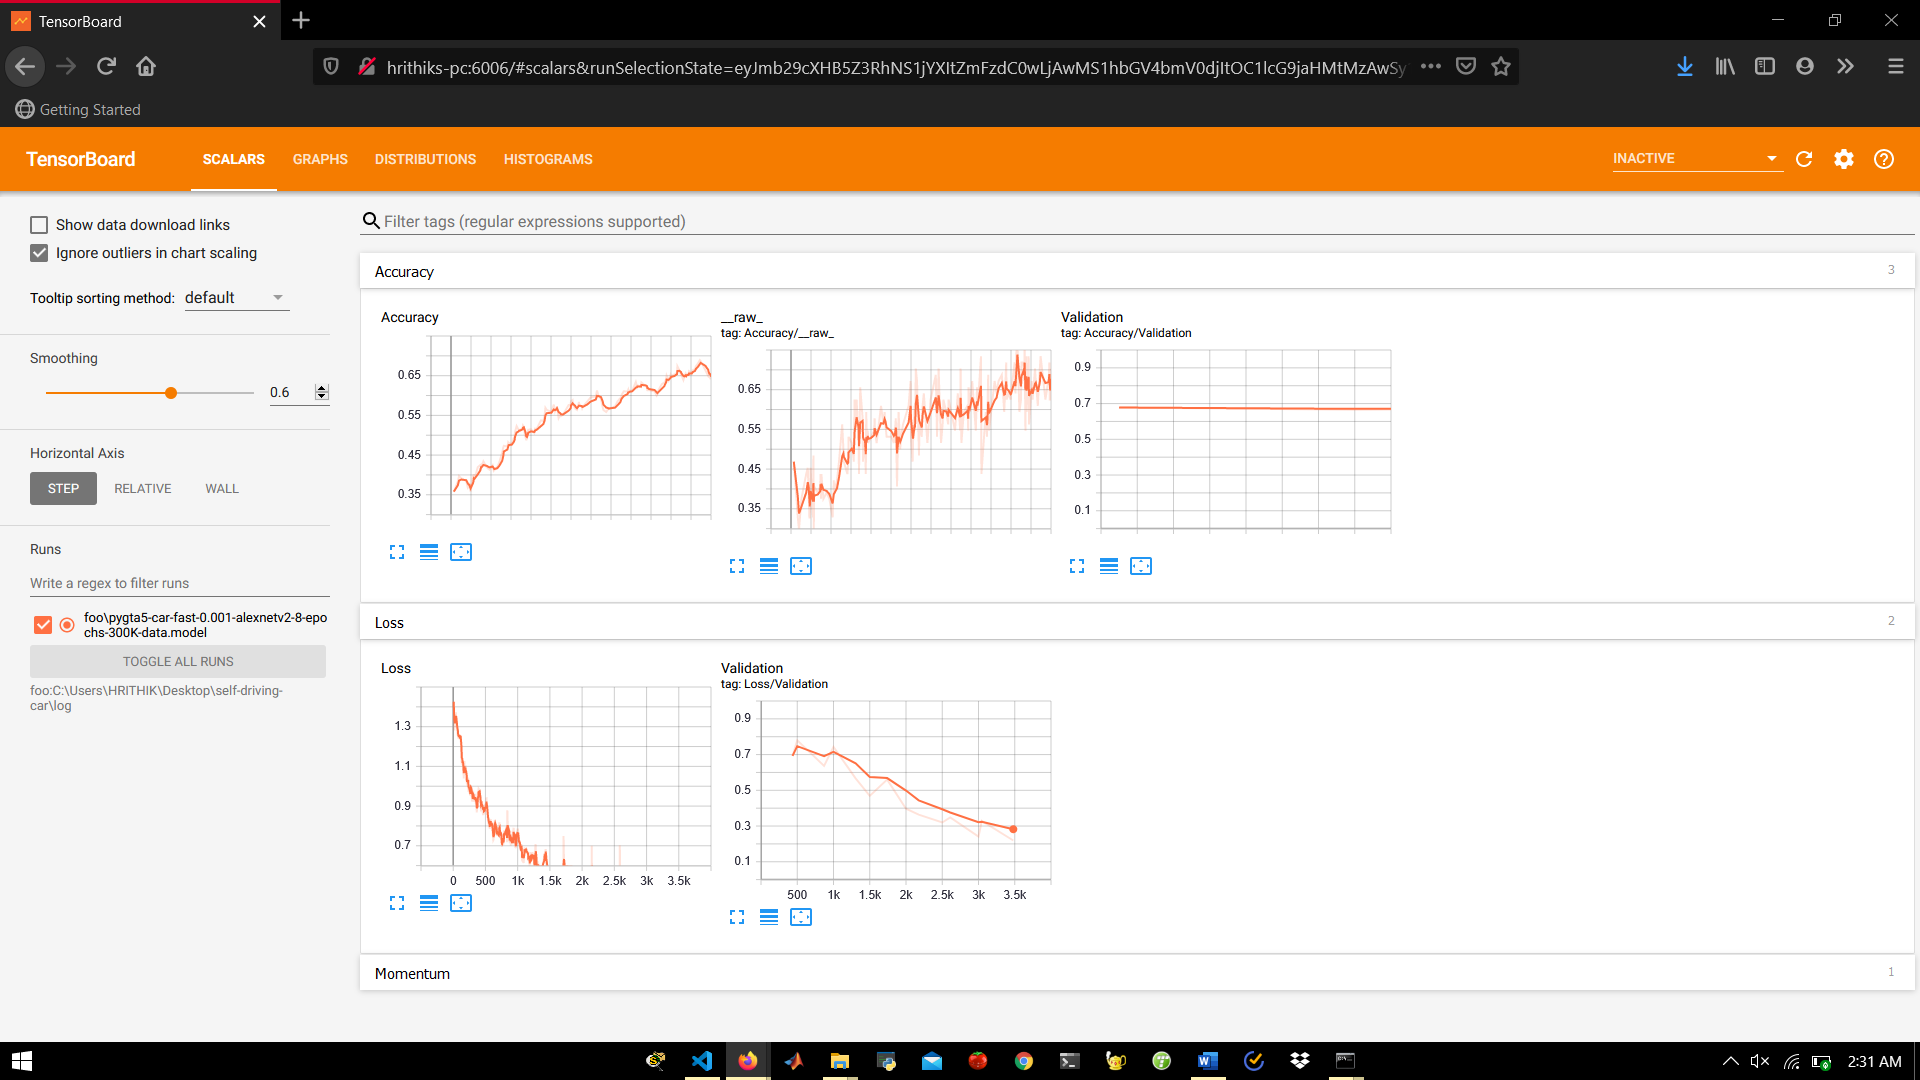 TensorBoard
hrithiks-pc:6006/#scalars&runSelectionState=eyJmb29cXHB5Z3RhNS1jYXItZmFzdC0wLjAwMS1hbGV4bmV0djItOC1lcG9jaHMtMzAwSy
Getting Started
TensorBoard SCALARS GRAPHS DISTRIBUTIONS HISTOGRAMS INACTIVE
Show data download links
Ignore outliers in chart scaling
Tooltip sorting method: default
Smoothing
0.6
Horizontal Axis
STEP RELATIVE WALL
Runs
Write a regex to filter runs
foo\pygta5-car-fast-0.001-alexnetv2-8-epo
chs-300K-data.model
TOGGLE ALL RUNS
foo:C:\Users\HRITHIK\Desktop\self-driving-
car\log
Filter tags (regular expressions supported)
Accuracy 3
Accuracy
0.65
0.55
0.45
0.35
__raw_
tag: Accuracy/__raw_
0.65
0.55
0.45
0.35
Validation
tag: Accuracy/Validation
0.9
0.7
0.5
0.3
0.1
Loss 2
Loss
1.3
1.1
0.9
0.7
0 500 1k 1.5k 2k 2.5k 3k 3.5k
Validation
tag: Loss/Validation
0.9
0.7
0.5
0.3
0.1
500 1k 1.5k 2k 2.5k 3k 3.5k
Momentum 1
2:31 AM